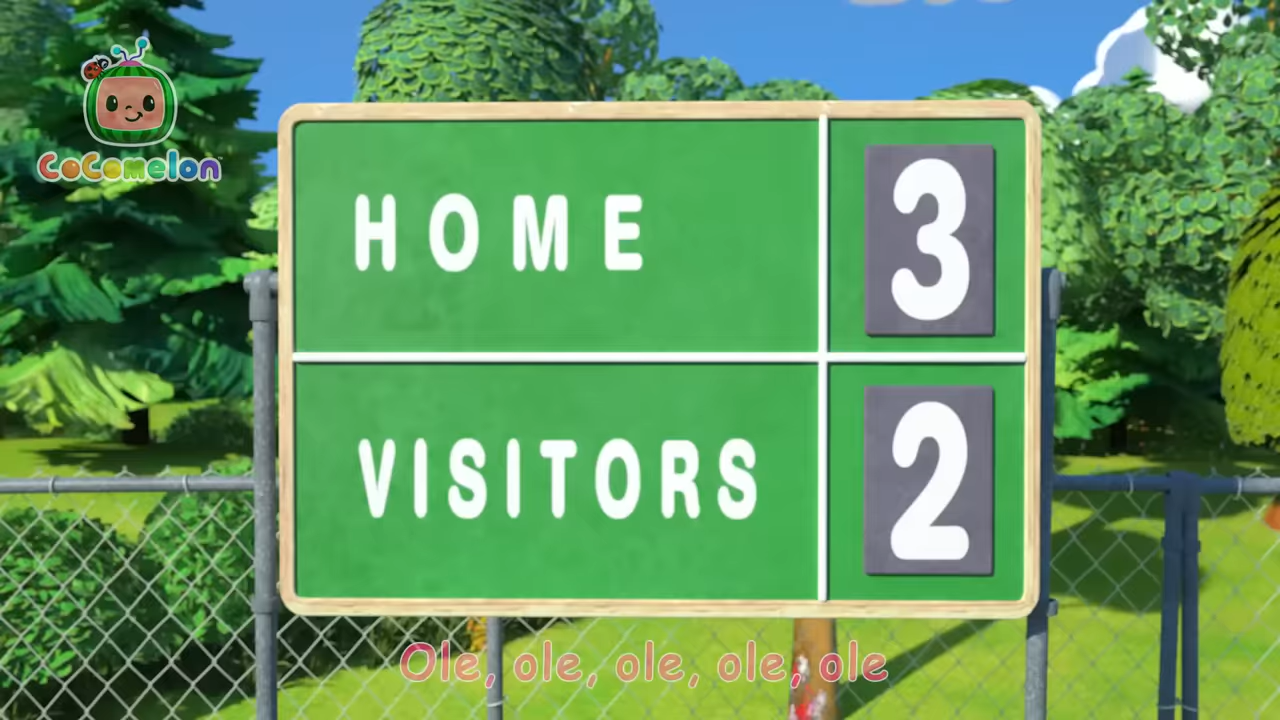 CoComelon
HOME 3
VISITORS 2
Ole, ole, ole, ole, ole